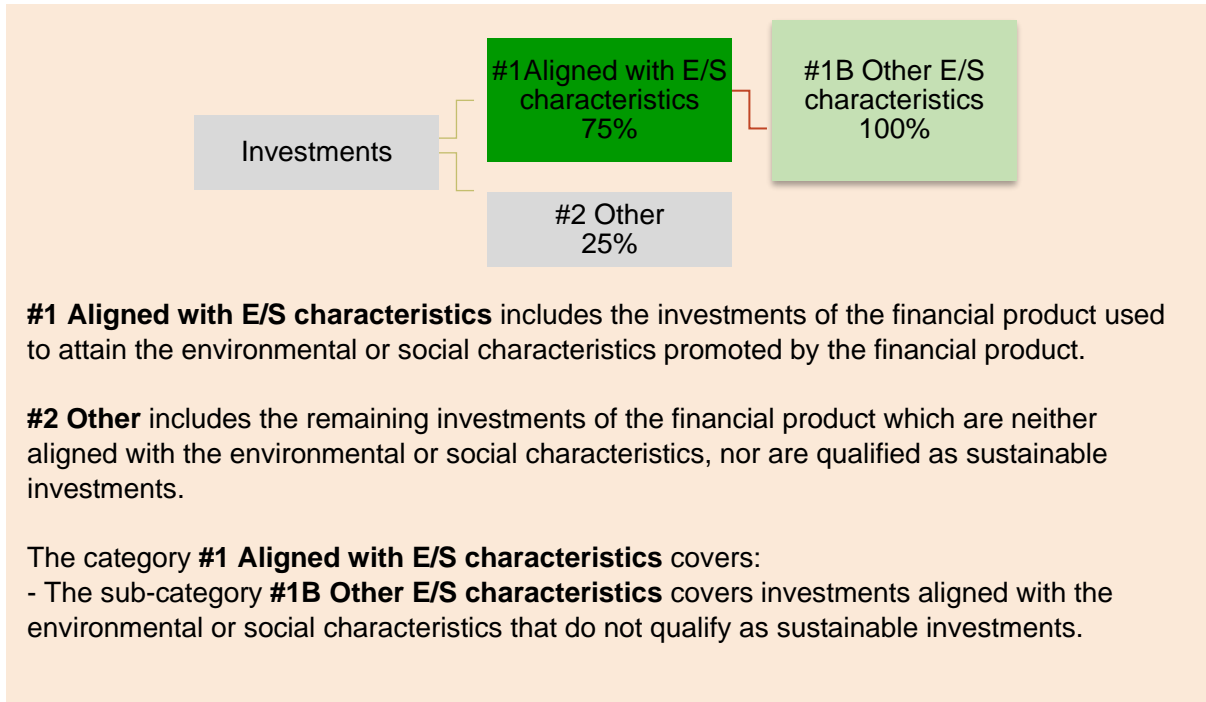 #1Aligned with E/S
characteristics
75%
#1B Other E/S
characteristics
100%
Investments
#2 Other
25%
#1 Aligned with E/S characteristics includes the investments of the financial product used
to attain the environmental or social characteristics promoted by the financial product.
#2 Other includes the remaining investments of the financial product which are neither
aligned with the environmental or social characteristics, nor are qualified as sustainable
investments.
The category #1 Aligned with E/S characteristics covers:
- The sub-category #1B Other E/S characteristics covers investments aligned with the
environmental or social characteristics that do not qualify as sustainable investments.